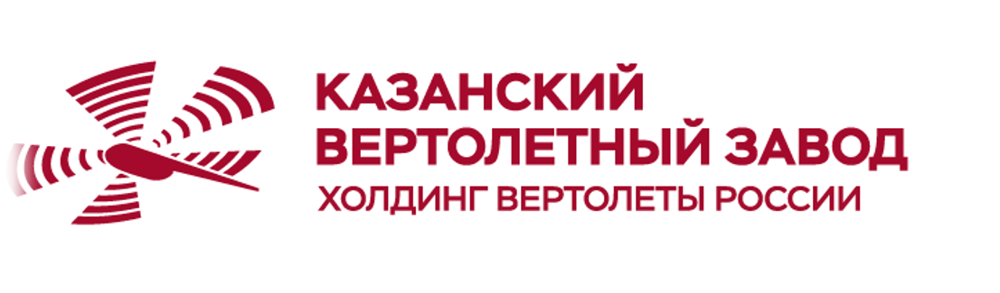 КАЗАНСКИЙ
ВЕРТОЛЕТНЫЙ ЗАВОД
ХОЛДИНГ ВЕРТОЛЕТЫ РОССИИ